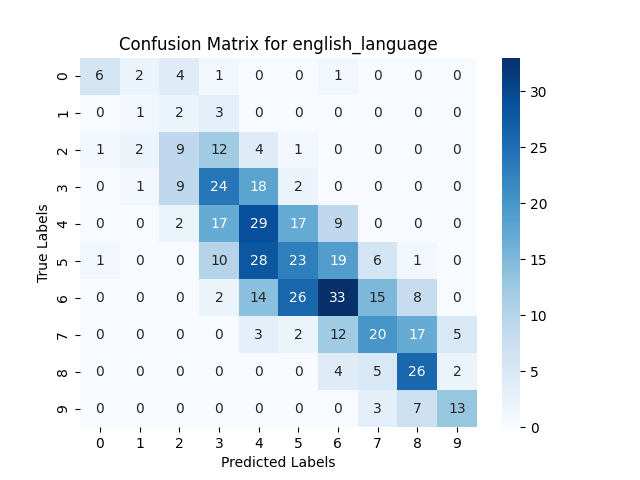 Confusion Matrix for english_language
0 6 2 4 1 0 0 1 0 0 0
1 0 1 2 3 0 0 0 0 0 0
2 1 2 9 12 4 1 0 0 0 0
3 0 1 9 24 18 2 0 0 0 0
4 0 0 2 17 29 17 9 0 0 0
5 1 0 0 10 28 23 19 6 1 0
6 0 0 0 2 14 26 33 15 8 0
7 0 0 0 0 3 2 12 20 17 5
8 0 0 0 0 0 0 4 5 26 2
9 0 0 0 0 0 0 0 3 7 13
0 1 2 3 4 5 6 7 8 9
True Labels
Predicted Labels
30
25
20
15
10
5
0